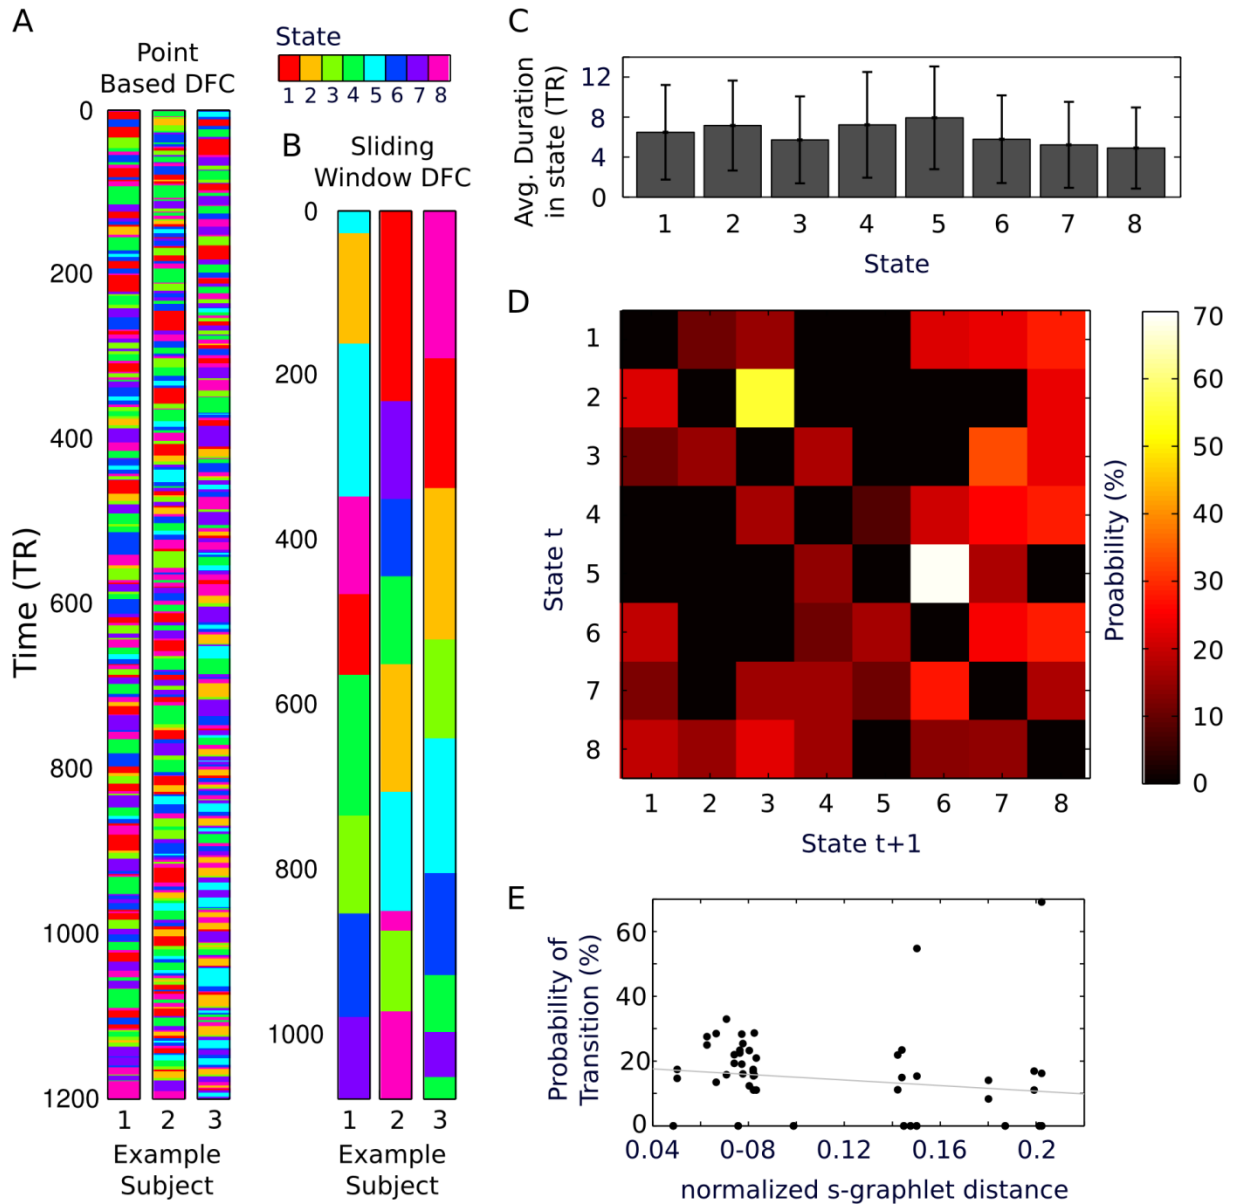 A
Point
Based DFC
State
1 2 3 4 5 6 7 8
B
Sliding
Window DFC
Time (TR)
0
200
400
600
800
1000
1200
1 2 3
Example
Subject
0
200
400
600
800
1000
1 2 3
Example
Subject
C
Avg. Duration
in state (TR)
12
8
4
0
1 2 3 4 5 6 7 8
State
D
State t
1
2
3
4
5
6
7
8
1 2 3 4 5 6 7 8
State t+1
70
60
50
40
30
20
10
0
Proabbility (%)
E
Probability of
Transition (%)
60
40
20
0
0.04 0-08 0.12 0.16 0.2
normalized s-graphlet distance